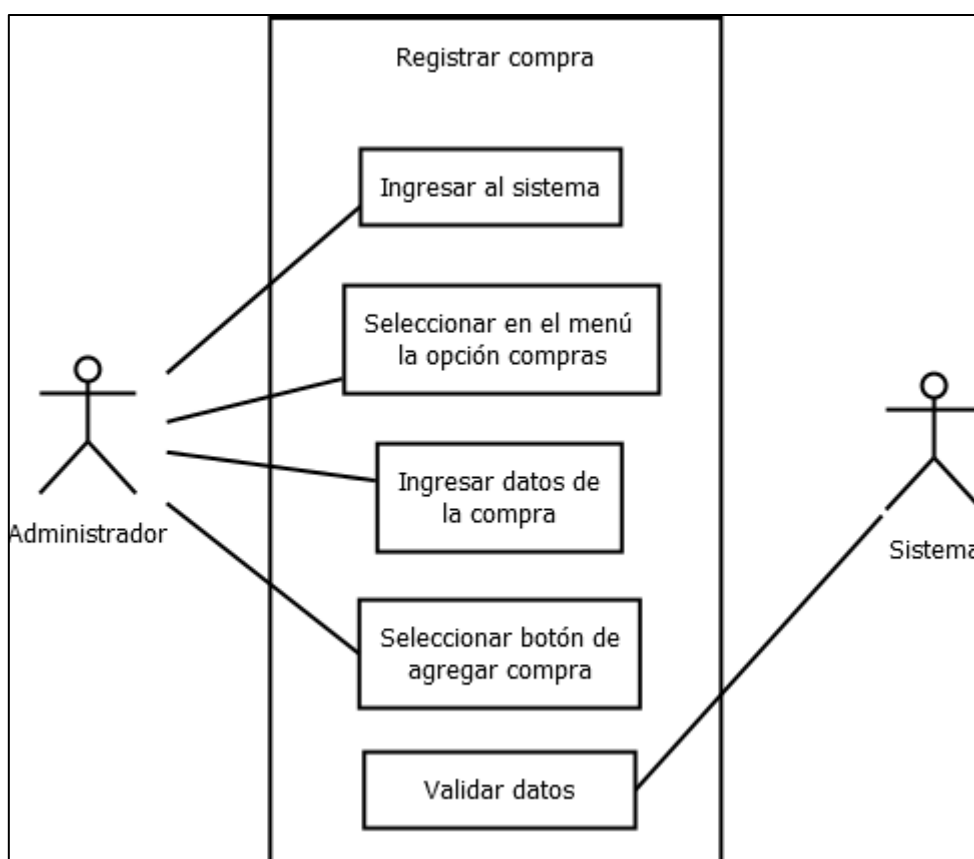 Registrar compra
Ingresar al sistema
Seleccionar en el menú
la opción compras
Ingresar datos de
la compra
Administrador
Sistema
Seleccionar botón de
agregar compra
Validar datos